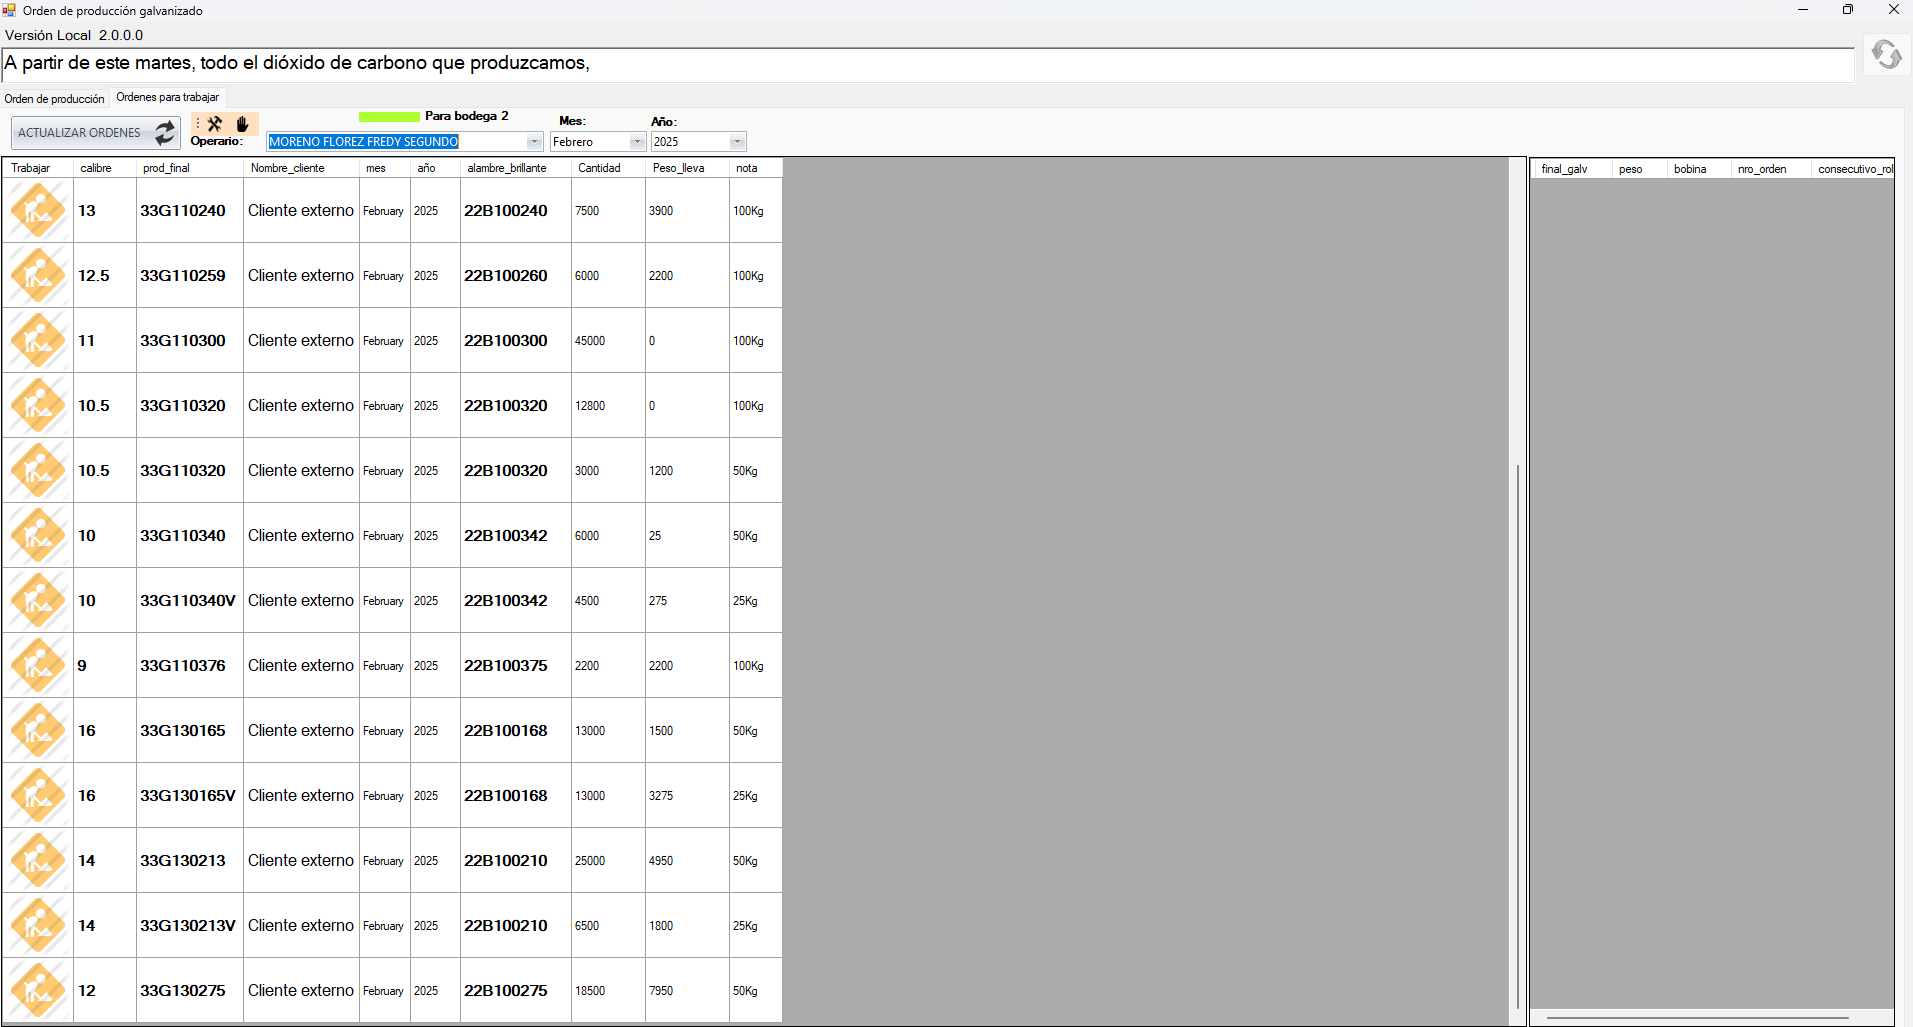 Orden de producción galvanizado
Versión Local 2.0.0.0
A partir de este martes, todo el dióxido de carbono que produzcamos,
Orden de producción Ordenes para trabajar
ACTUALIZAR ORDENES
Para bodega 2
Operario: MORENO FLOREZ FREDY SEGUNDO
Mes: Febrero
Año: 2025
Trabajar calibre prod_final Nombre_cliente mes año alambre_brillante Cantidad Peso_lleva nota
13 33G110240 Cliente externo February 2025 22B100240 7500 3900 100Kg
12.5 33G110259 Cliente externo February 2025 22B100260 6000 2200 100Kg
11 33G110300 Cliente externo February 2025 22B100300 45000 0 100Kg
10.5 33G110320 Cliente externo February 2025 22B100320 12800 0 100Kg
10.5 33G110320 Cliente externo February 2025 22B100320 3000 1200 50Kg
10 33G110340 Cliente externo February 2025 22B100342 6000 25 50Kg
10 33G110340V Cliente externo February 2025 22B100342 4500 275 25Kg
9 33G110376 Cliente externo February 2025 22B100375 2200 2200 100Kg
16 33G130165 Cliente externo February 2025 22B100168 13000 1500 50Kg
16 33G130165V Cliente externo February 2025 22B100168 13000 3275 25Kg
14 33G130213 Cliente externo February 2025 22B100210 25000 4950 50Kg
14 33G130213V Cliente externo February 2025 22B100210 6500 1800 25Kg
12 33G130275 Cliente externo February 2025 22B100275 18500 7950 50Kg
final_galv peso bobina nro_orden consecutivo_rol